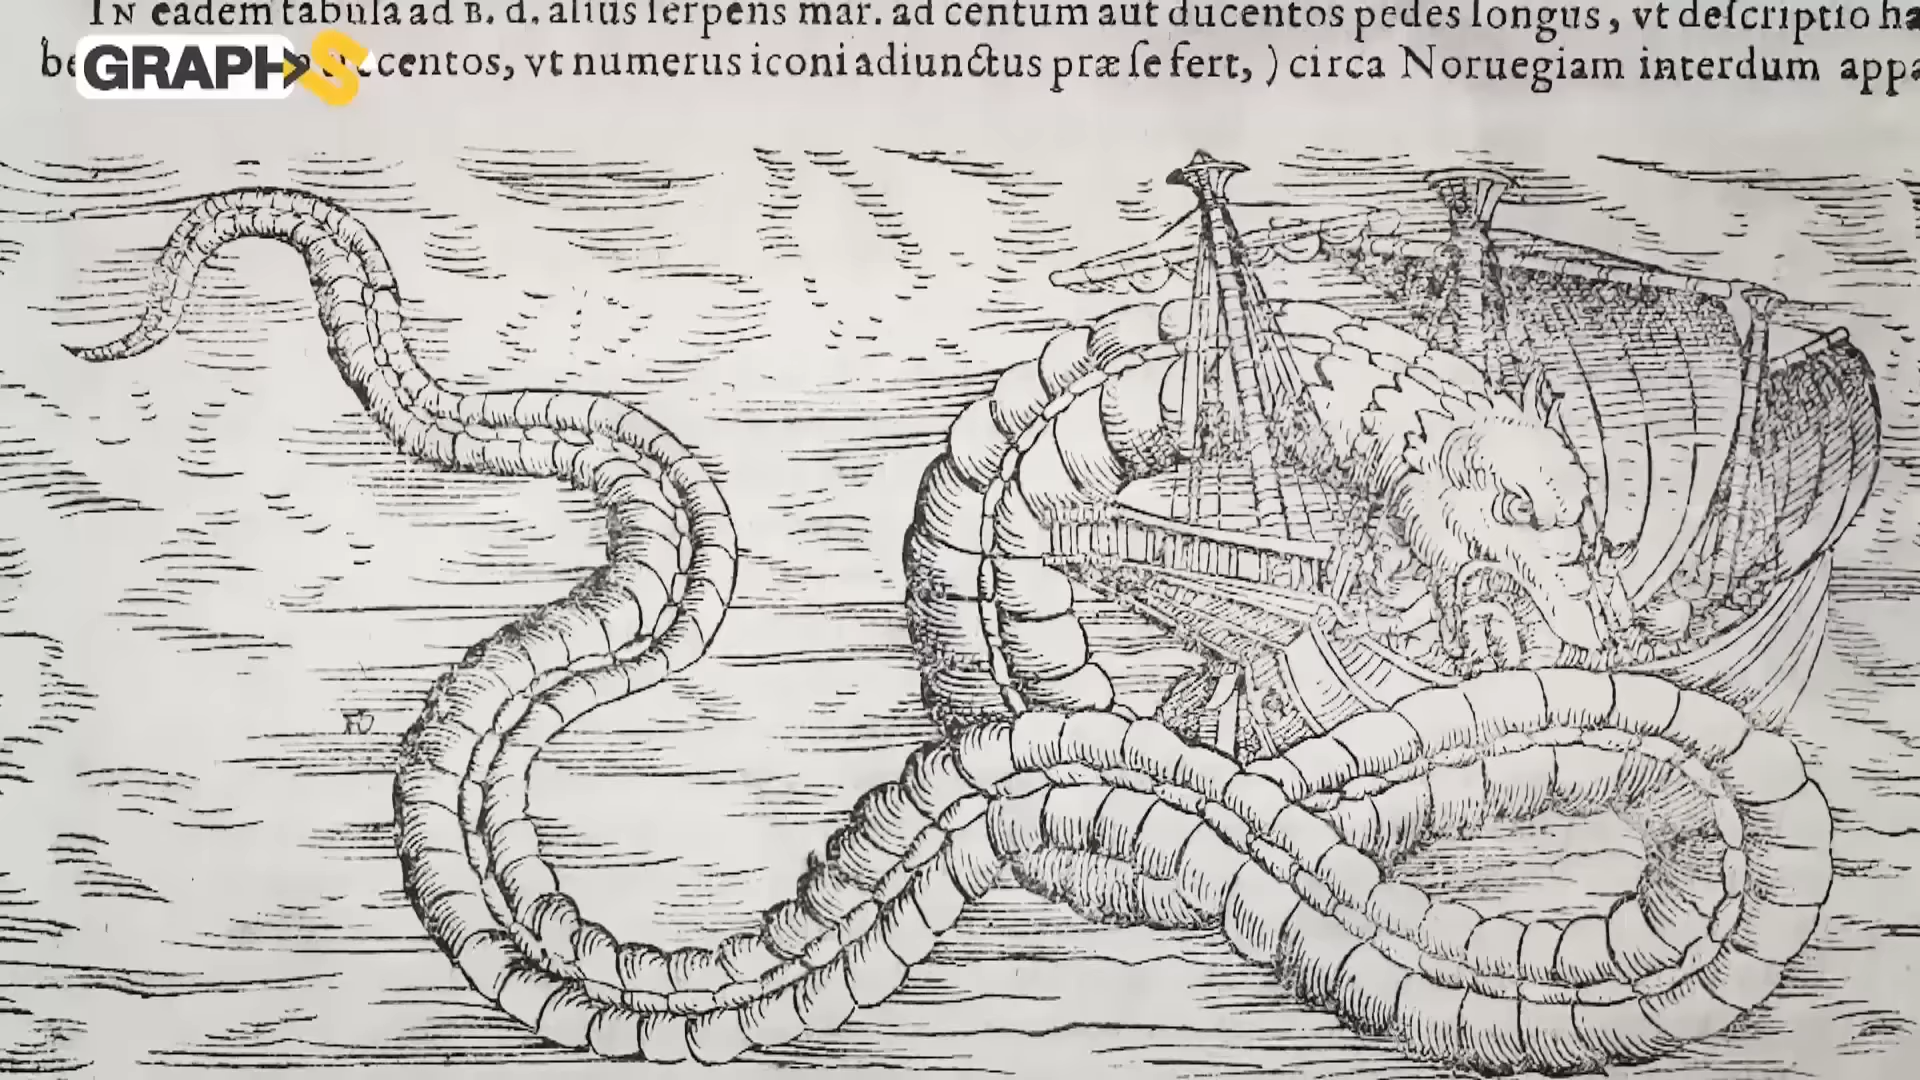 IN eadem tabula ad B. d. alius ſerpens mar. ad centum aut ducentos pedes longus, vt deſcriptio ha
GRAPHS ccentos, vt numerus iconi adiunctus præ ſe fert,) circa Noruegiam interdum appa